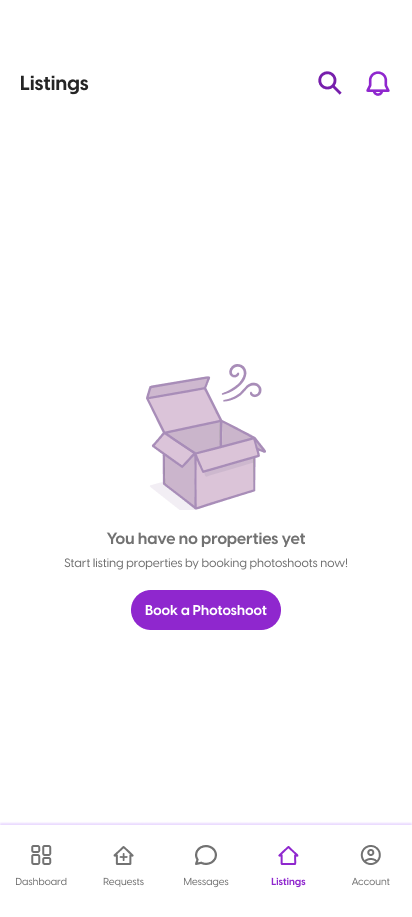 Listings
You have no properties yet
Start listing properties by booking photoshoots now!
Book a Photoshoot
Dashboard
Requests
Messages
Listings
Account